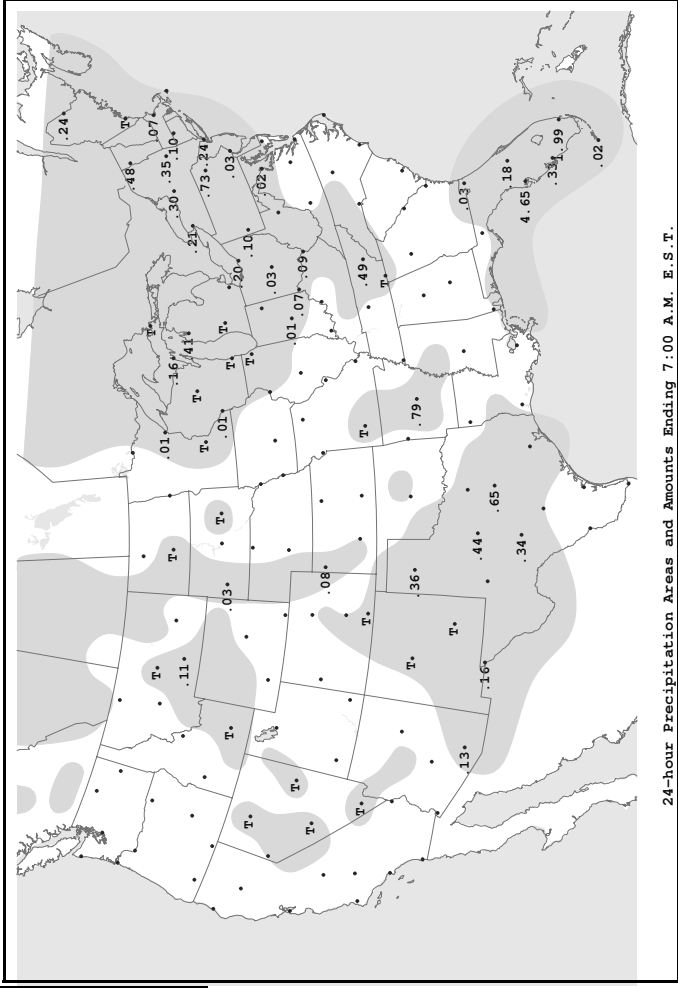 .24
T
.48
T
.07
T
.01
.35
.10
.16
T
.30
.11
.41
.21
T
.24
.73
T
T
.01
T
.03
.03
T
T
.20
.10
T
T
.02
.03
.01
T
.07
.09
T
.08
T
.49
T
T
T
T
.36
.79
T
.13
.03
.44
.16
.65
.18
.34
4.65
.33
1.99
.02
24-hour Precipitation Areas and Amounts Ending 7:00 A.M. E.S.T.